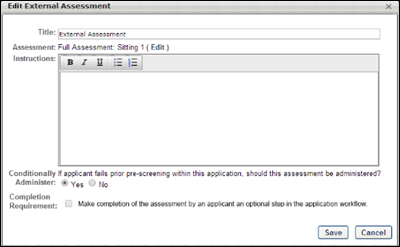 Edit External Assessment
Title: External Assessment
Assessment: Full Assessment: Sitting 1 ( Edit )
Instructions:
B I U
Conditionally If applicant fails prior pre-screening within this application, should this assessment be administered?
Administer: Yes No
Completion
Requirement: Make completion of the assessment by an applicant an optional step in the application workflow.
Save Cancel